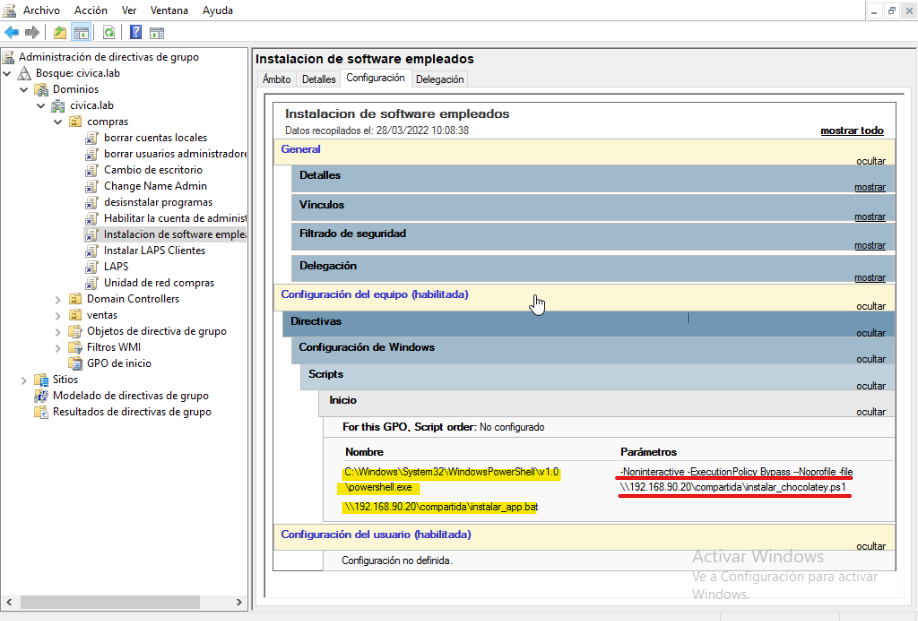 Archivo Acción Ver Ventana Ayuda
Administración de directivas de grupo
Bosque: civica.lab
Dominios
civica.lab
compras
borrar cuentas locales
borrar usuarios administradore
Cambio de escritorio
Change Name Admin
desisnstalar programas
Habilitar la cuenta de administ
Instalacion de software emplea
Instalar LAPS Clientes
LAPS
Unidad de red compras
Domain Controllers
ventas
Objetos de directiva de grupo
Filtros WMI
GPO de inicio
Sitios
Modelado de directivas de grupo
Resultados de directivas de grupo
Instalacion de software empleados
Ámbito Detalles Configuración Delegación
Instalacion de software empleados
Datos recopilados el: 28/03/2022 10:08:38 mostrar todo
General
ocultar
Detalles
mostrar
Vínculos
mostrar
Filtrado de seguridad
mostrar
Delegación
mostrar
Configuración del equipo (habilitada)
ocultar
Directivas
ocultar
Configuración de Windows
ocultar
Scripts
ocultar
Inicio
ocultar
For this GPO, Script order: No configurado
Nombre Parámetros
C:\Windows\System32\WindowsPowerShell\v1.0 -Noninteractive -ExecutionPolicy Bypass --Noprofile -file
\powershell.exe \\192.168.90.20\compartida\instalar_chocolatey.ps1
\\192.168.90.20\compartida\instalar_app.bat
Configuración del usuario (habilitada)
ocultar
Configuración no definida.
Activar Windows
Ve a Configuración para activar
Windows.